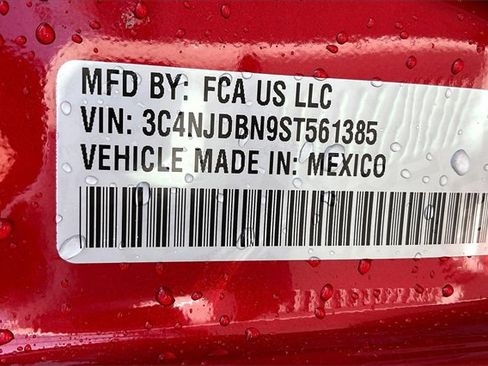 MFD BY: FCA US LLC
VIN: 3C4NJDBN9ST561385
VEHICLE MADE IN: MEXICO